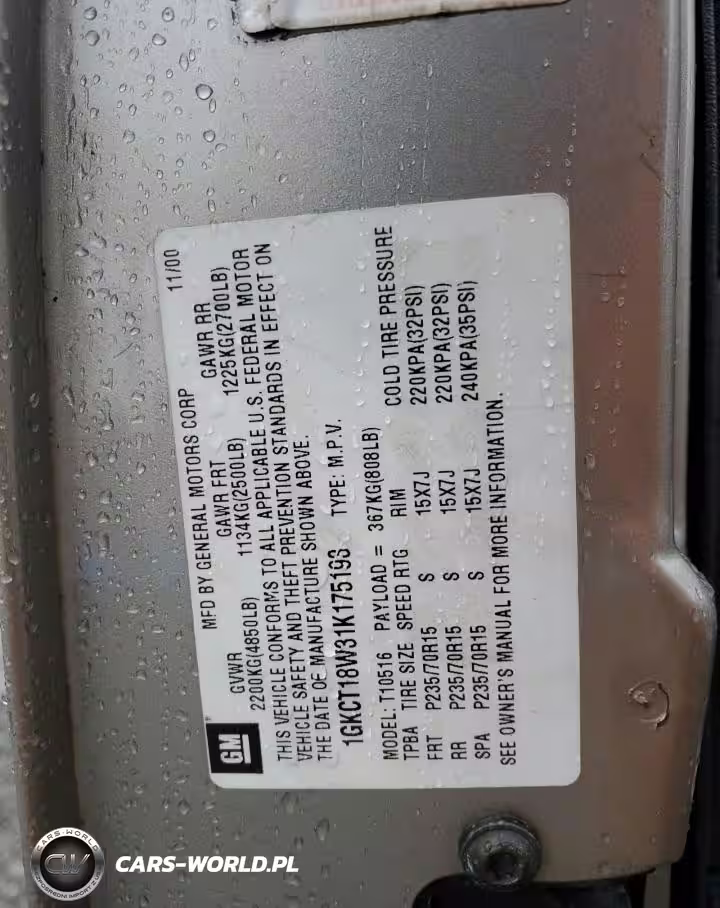 MFD BY GENERAL MOTORS CORP 11/00
GVWR GAWR FRT GAWR RR
2200KG(4850LB) 1134KG(2500LB) 1225KG(2700LB)
THIS VEHICLE CONFORMS TO ALL APPLICABLE U.S. FEDERAL MOTOR
VEHICLE SAFETY AND THEFT PREVENTION STANDARDS IN EFFECT ON
THE DATE OF MANUFACTURE SHOWN ABOVE.
1GKCT18W31K175193 TYPE: M.P.V.
MODEL: T10516 PAYLOAD = 367KG(808LB)
TPBA TIRE SIZE SPEED RTG RIM COLD TIRE PRESSURE
FRT P235/70R15 S 15X7J 220KPA(32PSI)
RR P235/70R15 S 15X7J 220KPA(32PSI)
SPA P235/70R15 S 15X7J 240KPA(35PSI)
SEE OWNER'S MANUAL FOR MORE INFORMATION.
GM
CARS-WORLD
CW
CARS-WORLD.PL